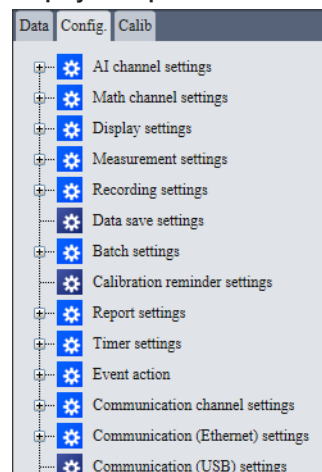 Data Config. Calib
AI channel settings
Math channel settings
Display settings
Measurement settings
Recording settings
Data save settings
Batch settings
Calibration reminder settings
Report settings
Timer settings
Event action
Communication channel settings
Communication (Ethernet) settings
Communication (USB) settings